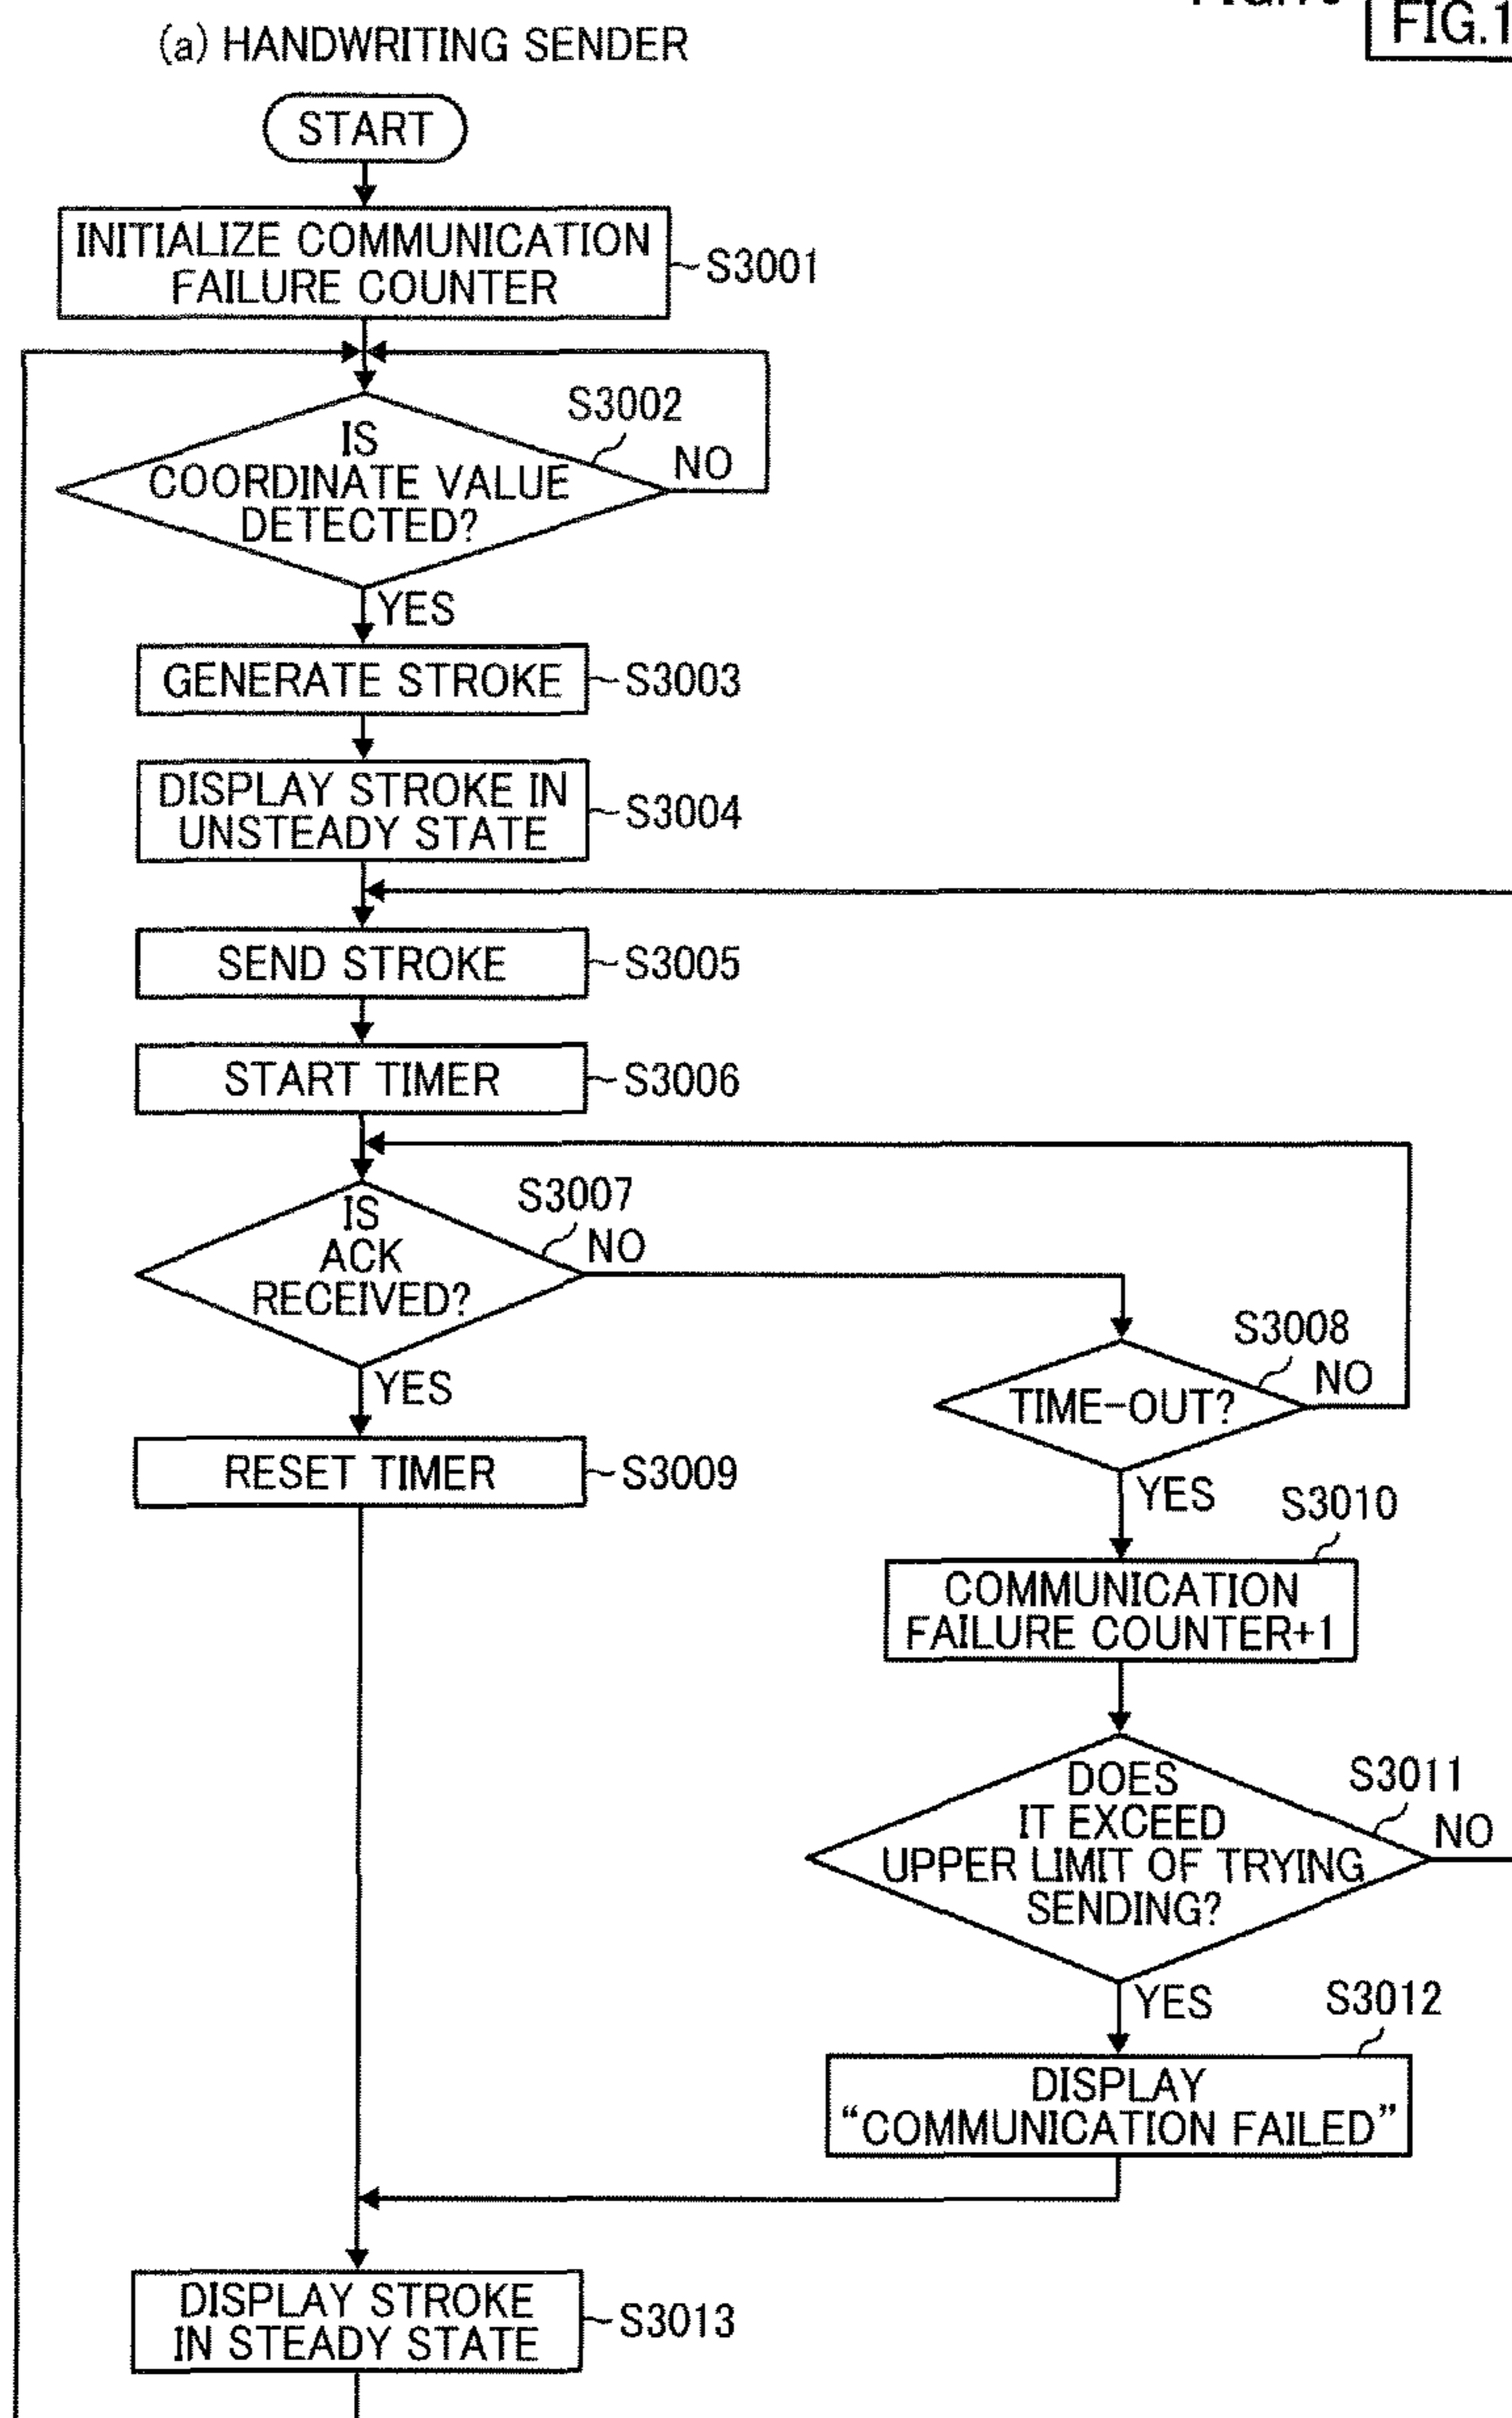 FIG.1
(a) HANDWRITING SENDER
START
INITIALIZE COMMUNICATION
FAILURE COUNTER
S3001
S3002
IS
COORDINATE VALUE
DETECTED?
NO
YES
GENERATE STROKE
S3003
DISPLAY STROKE IN
UNSTEADY STATE
S3004
SEND STROKE
S3005
START TIMER
S3006
S3007
IS
ACK
RECEIVED?
NO
YES
S3008
TIME-OUT?
NO
YES
RESET TIMER
S3009
S3010
COMMUNICATION
FAILURE COUNTER+1
S3011
DOES
IT EXCEED
UPPER LIMIT OF TRYING
SENDING?
NO
YES
S3012
DISPLAY
“COMMUNICATION FAILED”
DISPLAY STROKE
IN STEADY STATE
S3013